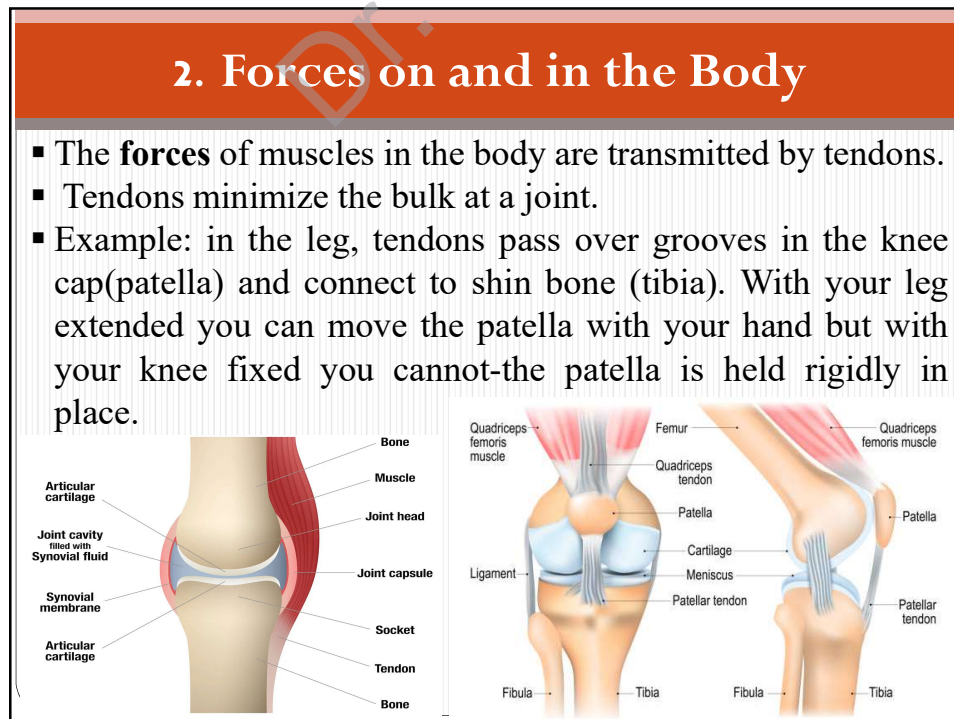 Dr.
2. Forces on and in the Body
▪ The forces of muscles in the body are transmitted by tendons.
▪ Tendons minimize the bulk at a joint.
▪ Example: in the leg, tendons pass over grooves in the knee
cap(patella) and connect to shin bone (tibia). With your leg
extended you can move the patella with your hand but with
your knee fixed you cannot-the patella is held rigidly in
place.
Bone
Muscle
Articular
cartilage
Joint head
Joint cavity
filled with
Synovial fluid
Joint capsule
Synovial
membrane
Socket
Articular
cartilage
Tendon
Bone
Quadriceps
femoris
muscle
Femur
Quadriceps
femoris muscle
Quadriceps
tendon
Patella
Patella
Cartilage
Ligament
Meniscus
Patellar tendon
Patellar
tendon
Fibula
Tibia
Fibula
Tibia